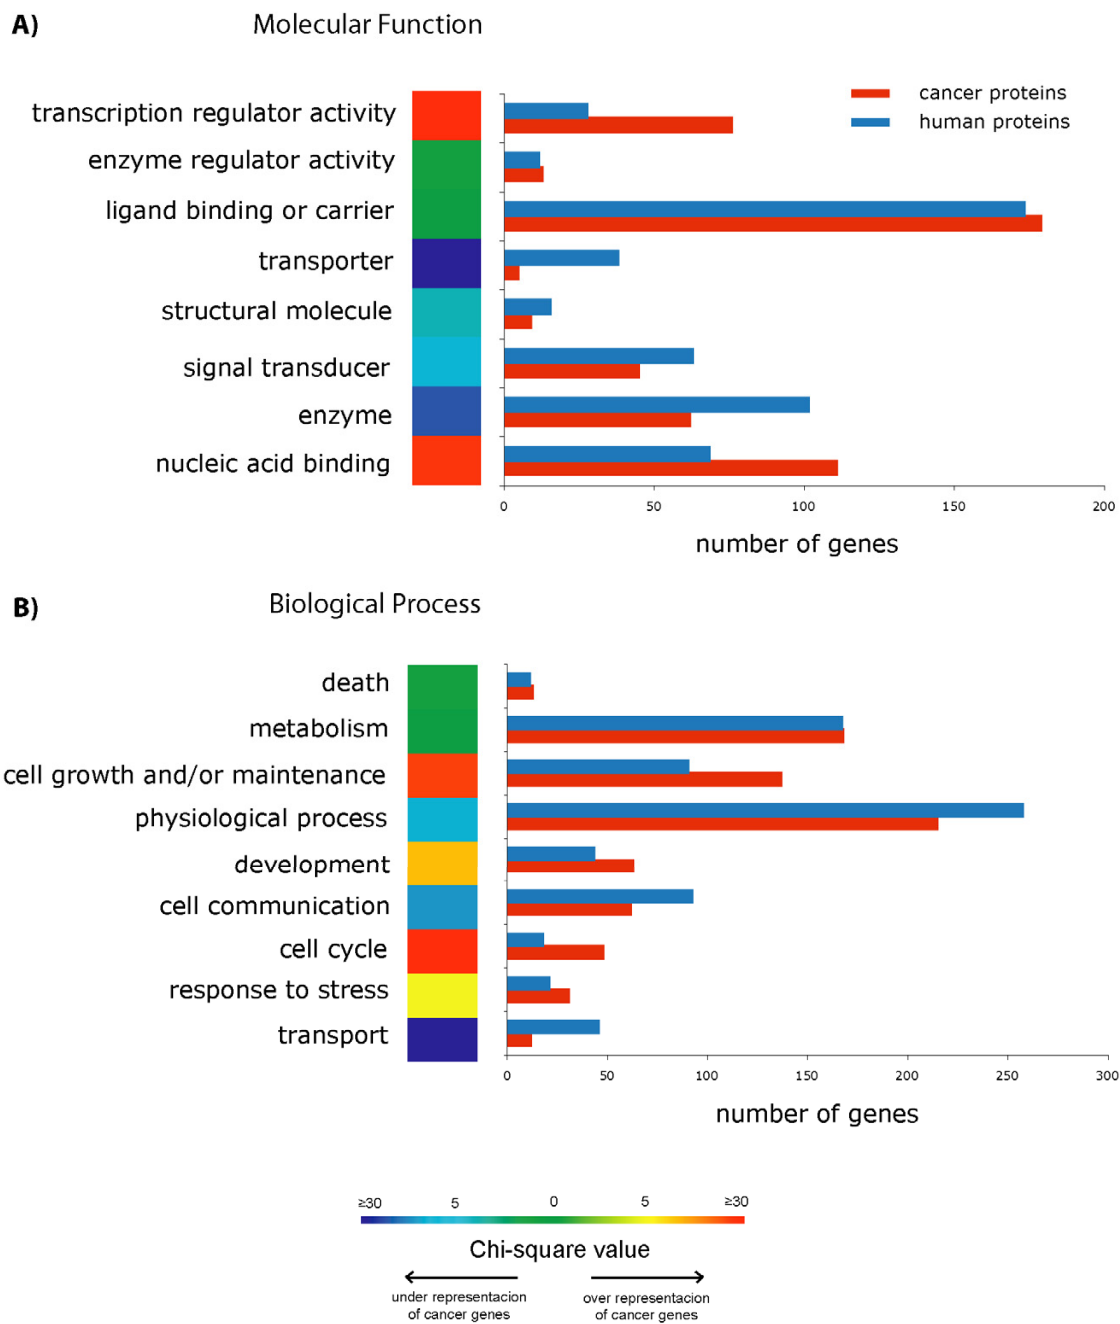 A)
Molecular Function
transcription regulator activity
enzyme regulator activity
ligand binding or carrier
transporter
structural molecule
signal transducer
enzyme
nucleic acid binding
cancer proteins
human proteins
0 50 100 150 200
number of genes
B)
Biological Process
death
metabolism
cell growth and/or maintenance
physiological process
development
cell communication
cell cycle
response to stress
transport
0 50 100 150 200 250 300
number of genes
≥30 5 0 5 ≥30
Chi-square value
under representacion
of cancer genes
over representacion
of cancer genes